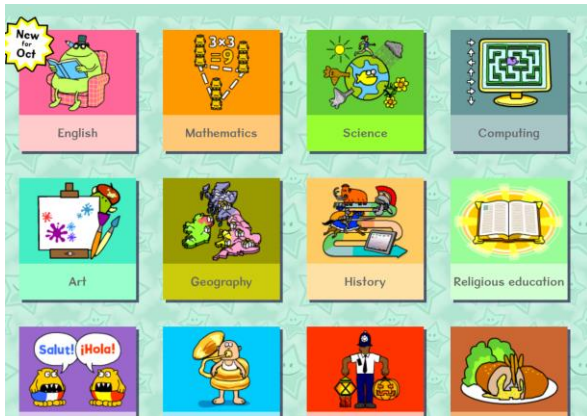 New
for
Oct
3×3
=9
English
Mathematics
Science
Computing
Art
Geography
History
Religious education
Salut!
¡Hola!